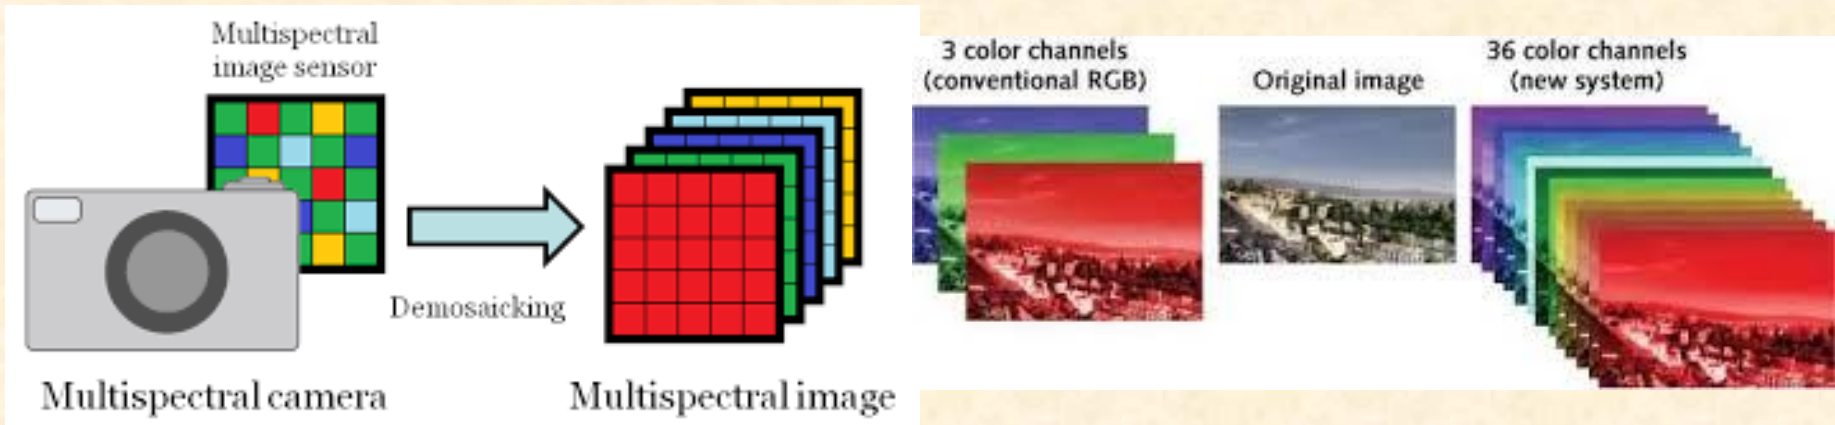 Multispectral
image sensor
Demosaicking
Multispectral camera
Multispectral image
3 color channels
(conventional RGB)
Original image
36 color channels
(new system)